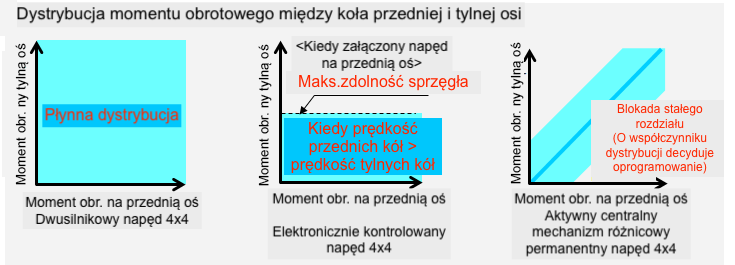 Dystrybucja momentu obrotowego między koła przedniej i tylnej osi
Moment obr. ny tylną oś
Płynna dystrybucja
Moment obr. na przednią oś
Dwusilnikowy napęd 4x4
<Kiedy załączony napęd
na przednią oś>
Maks.zdolność sprzęgła
Moment obr. ny tylną oś
Kiedy prędkość
przednich kół >
prędkość tylnych kół
Moment obr. na przednią oś
Elektronicznie kontrolowany
napęd 4x4
Moment obr. ny tylną oś
Blokada stałego
rozdziału
(O współczynniku
dystrybucji decyduje
oprogramowanie)
Moment obr. na przednią oś
Aktywny centralny
mechanizm różnicowy
permanentny napęd 4x4